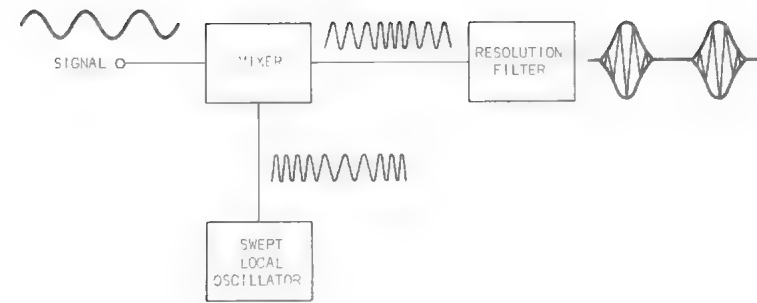 SIGNAL
MIXER
RESOLUTION
FILTER
SWEPT
LOCAL
OSCILLATOR